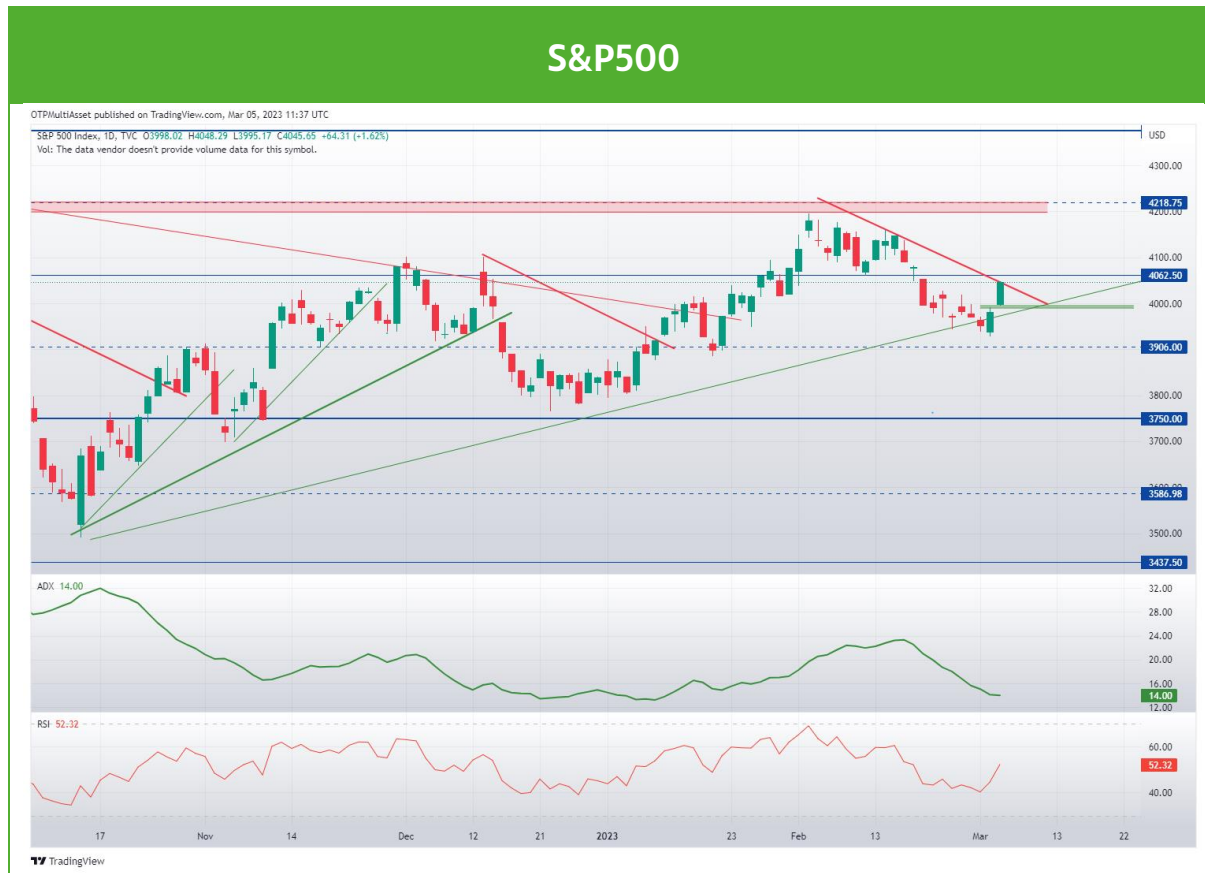 S&P500
OTPMultiAsset published on TradingView.com, Mar 05, 2023 11:37 UTC
S&P 500 Index, 1D, TVC O3998.02 H4048.29 L3995.17 C4045.65 +64.31 (+1.62%)
USD
Vol: The data vendor doesn't provide volume data for this symbol.
4300.00
4218.75
4200.00
4100.00
4062.50
4000.00
3906.00
3800.00
3750.00
3700.00
3600.00
3586.98
3500.00
3437.50
ADX 14.00
32.00
28.00
24.00
20.00
16.00
14.00
12.00
RSI 52.32
60.00
52.32
40.00
17 Nov 14 Dec 12 21 2023 23 Feb 13 Mar 13 22
TradingView